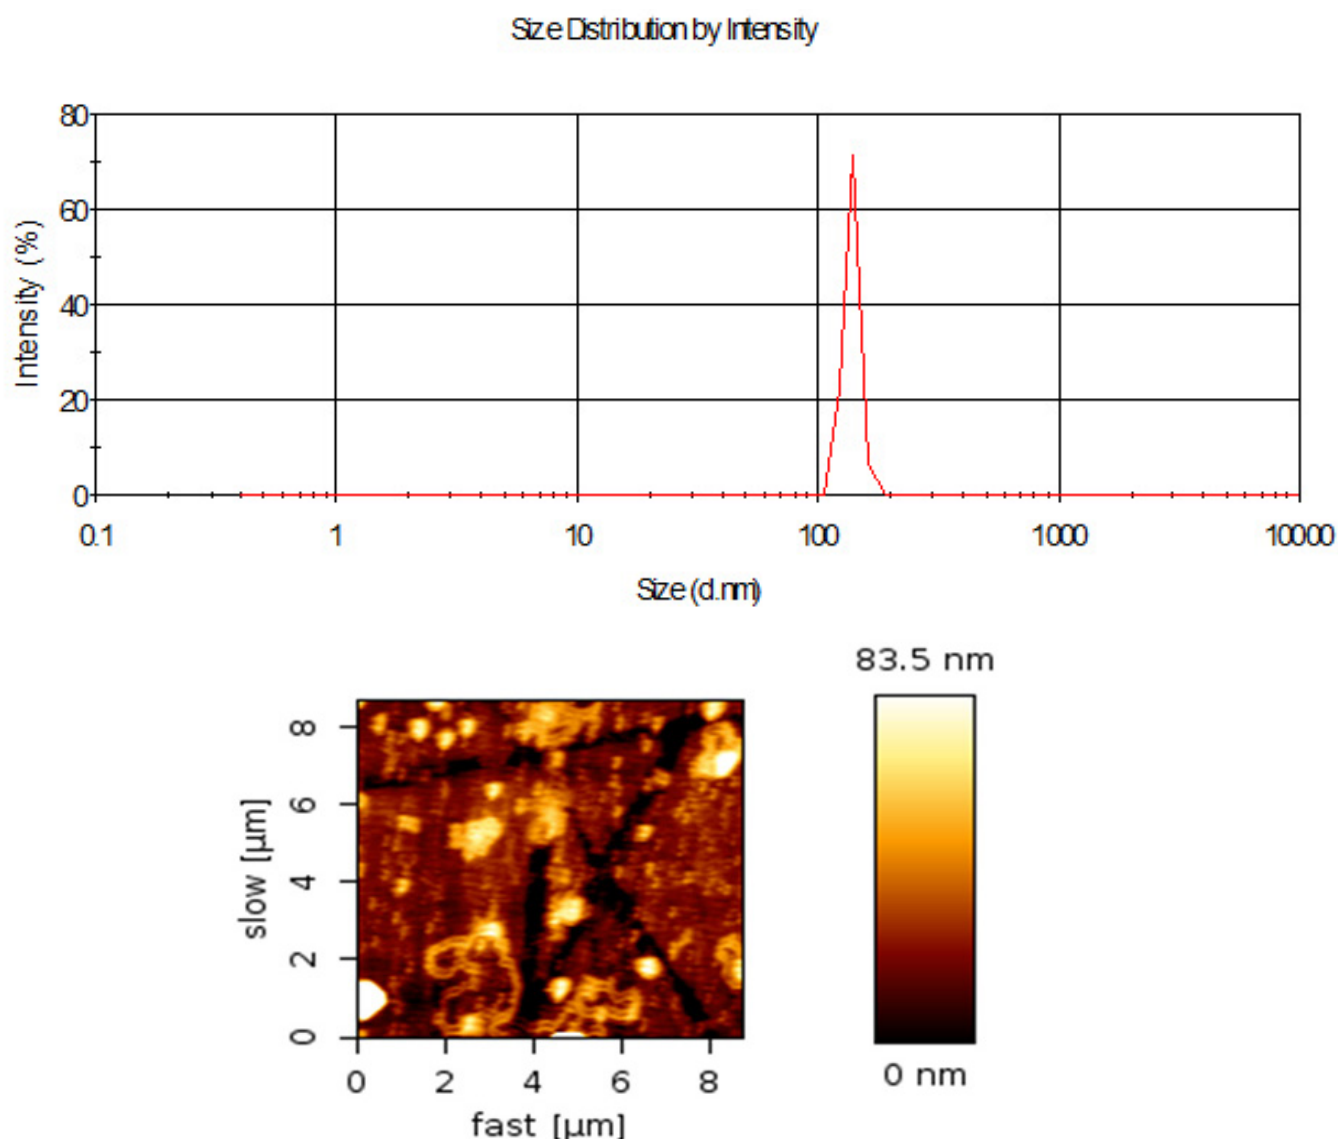 Size Distribution by Intensity
80
60
40
20
0
Intensity (%)
0.1 1 10 100 1000 10000
Size (d.nm)
83.5 nm
8
6
4
2
0
slow [µm]
0 nm
0 2 4 6 8
fast [µm]